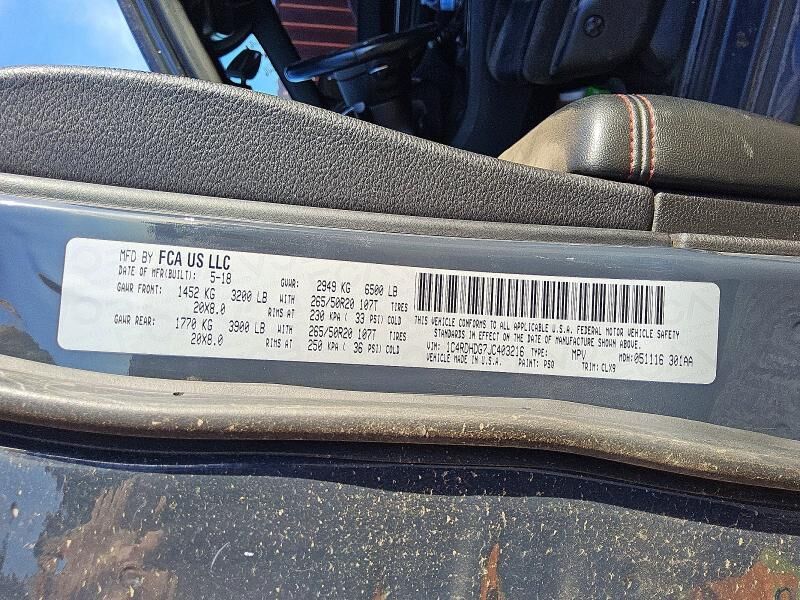 MFD BY FCA US LLC
DATE OF MFR(BUILT): 5-18 GVWR: 2949 KG 6500 LB
GAWR FRONT: 1452 KG 3200 LB WITH 265/50R20 107T TIRES
20X8.0 RIMS AT 230 KPA ( 33 PSI) COLD
GAWR REAR: 1770 KG 3900 LB WITH 265/50R20 107T TIRES
20X8.0 RIMS AT 250 KPA ( 36 PSI) COLD
THIS VEHICLE CONFORMS TO ALL APPLICABLE U.S.A. FEDERAL MOTOR VEHICLE SAFETY
STANDARDS IN EFFECT ON THE DATE OF MANUFACTURE SHOWN ABOVE.
VIN: 1C4RDHDG7JC403216 TYPE: MPV MDH: 051116 301AA
VEHICLE MADE IN U.S.A. PAINT: PSQ TRIM: CLX9